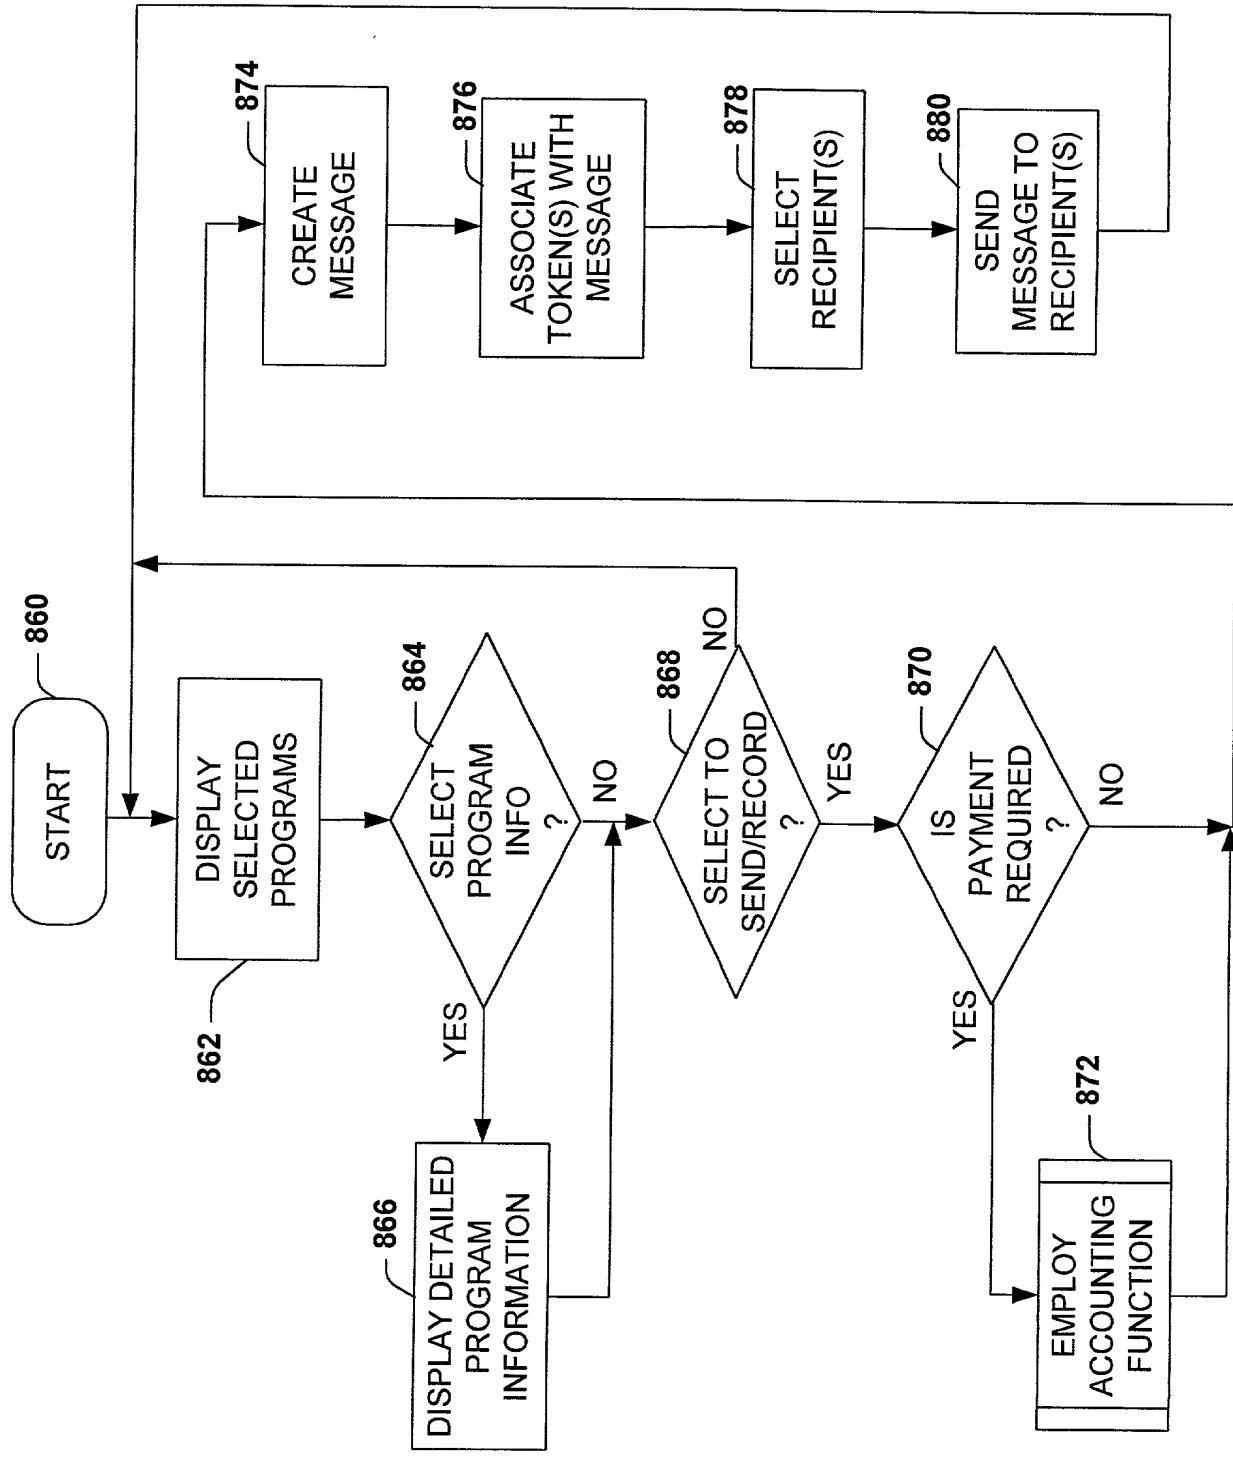 START
860
DISPLAY
SELECTED
PROGRAMS
862
SELECT
PROGRAM
INFO
?
864
YES
NO
DISPLAY DETAILED
PROGRAM
INFORMATION
866
SELECT TO
SEND/RECORD
?
868
NO
YES
IS
PAYMENT
REQUIRED
?
870
YES
NO
EMPLOY
ACCOUNTING
FUNCTION
872
CREATE
MESSAGE
874
ASSOCIATE
TOKEN(S) WITH
MESSAGE
876
SELECT
RECIPIENT(S)
878
SEND
MESSAGE TO
RECIPIENT(S)
880